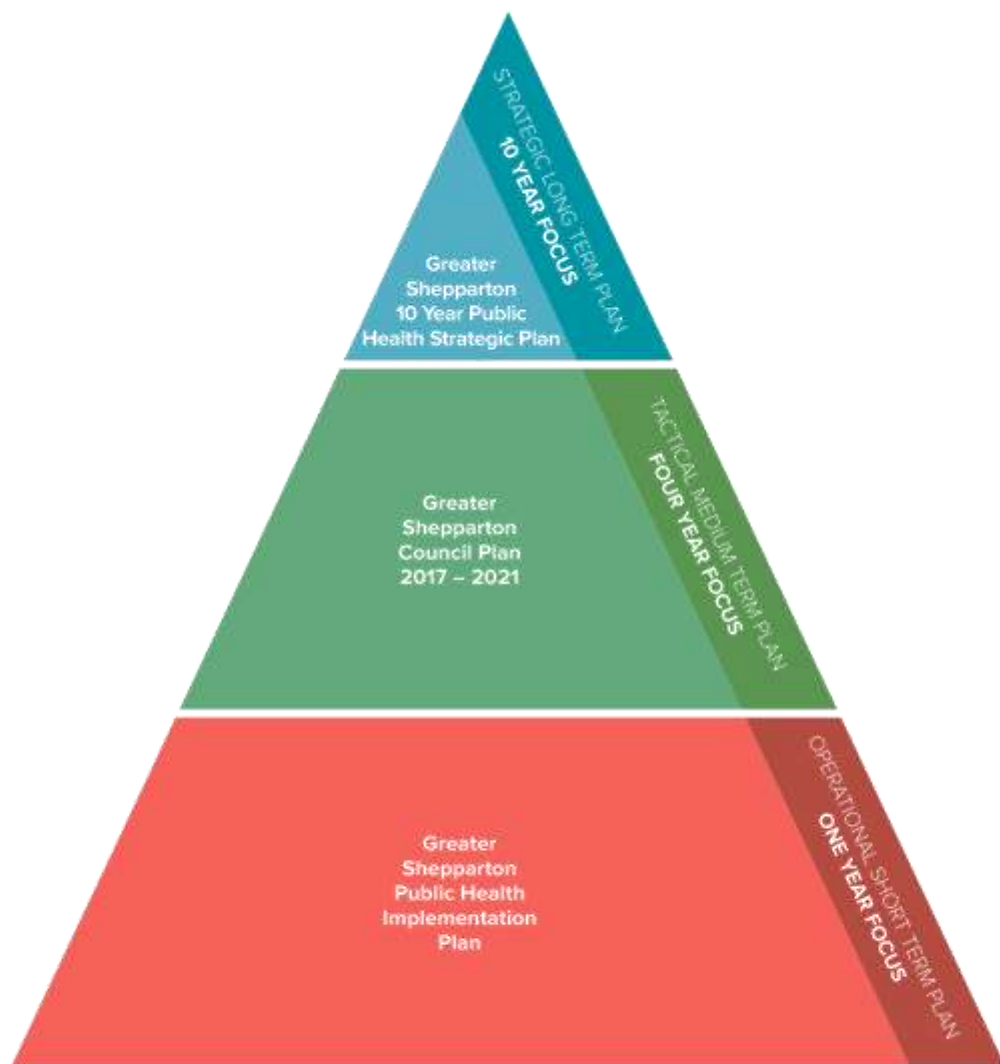 STRATEGIC LONG TERM PLAN
10 YEAR FOCUS
Greater
Shepparton
10 Year Public
Health Strategic Plan
TACTICAL MEDIUM TERM PLAN
FOUR YEAR FOCUS
Greater
Shepparton
Council Plan
2017 – 2021
OPERATIONAL SHORT TERM PLAN
ONE YEAR FOCUS
Greater
Shepparton
Public Health
Implementation
Plan